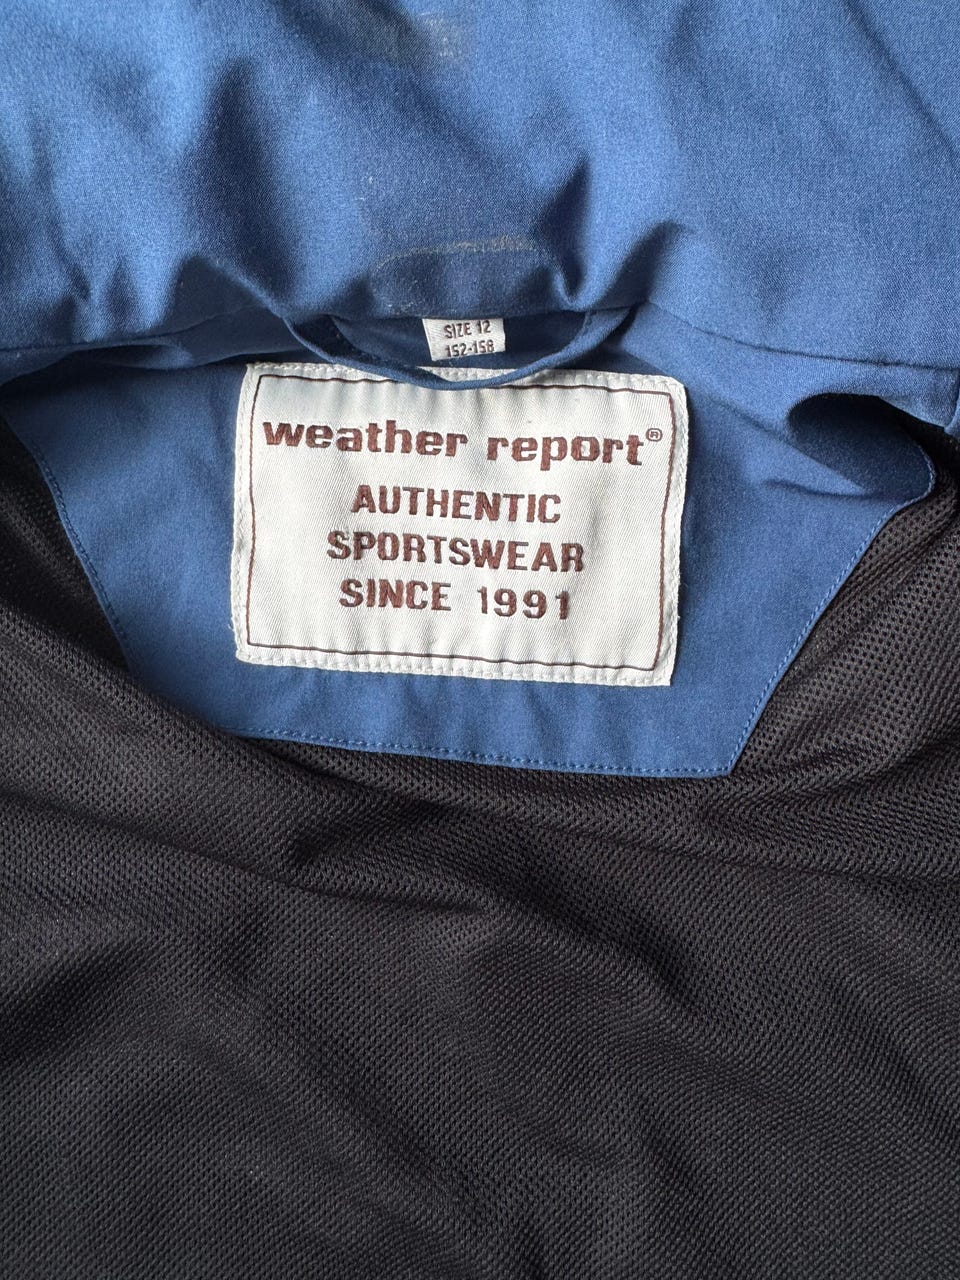 SIZE 12
152-158
weather report®
AUTHENTIC
SPORTSWEAR
SINCE 1991